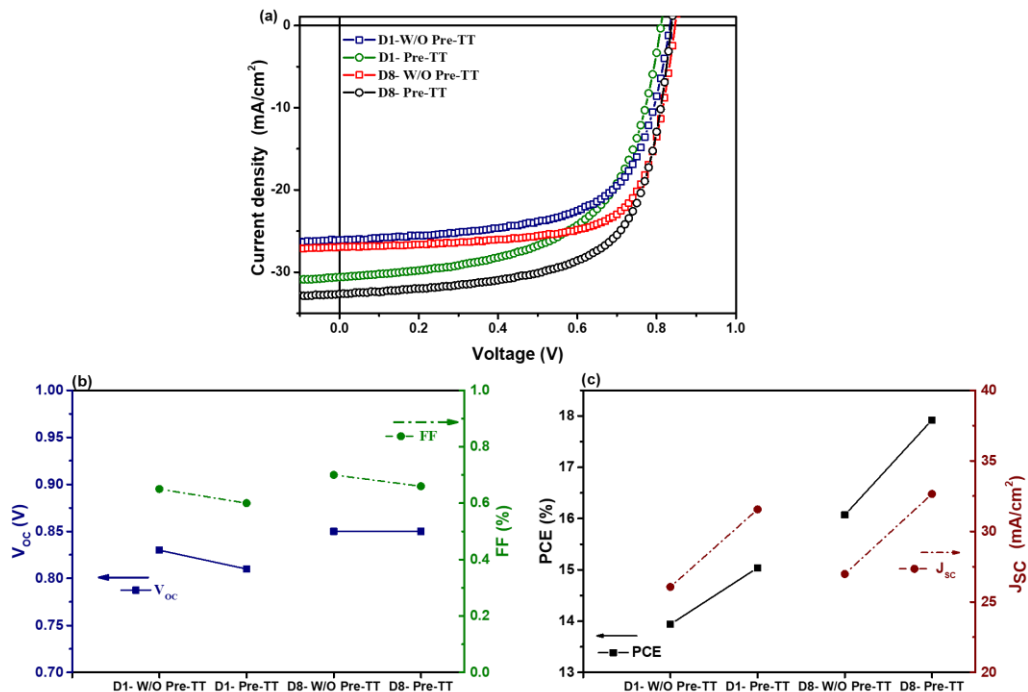 (a)
0
-10
-20
-30
Current density (mA/cm²)
D1-W/O Pre-TT
D1- Pre-TT
D8- W/O Pre-TT
D8- Pre-TT
0.0 0.2 0.4 0.6 0.8 1.0
Voltage (V)
(b)
1.00
0.95
0.90
0.85
0.80
0.75
0.70
V_OC (V)
FF
V_OC
1.0
0.8
0.6
0.4
0.2
0.0
FF (%)
D1- W/O Pre-TT D1- Pre-TT D8- W/O Pre-TT D8- Pre-TT
(c)
18
17
16
15
14
13
PCE (%)
J_SC
PCE
40
35
30
25
20
J_SC (mA/cm²)
D1- W/O Pre-TT D1- Pre-TT D8- W/O Pre-TT D8- Pre-TT